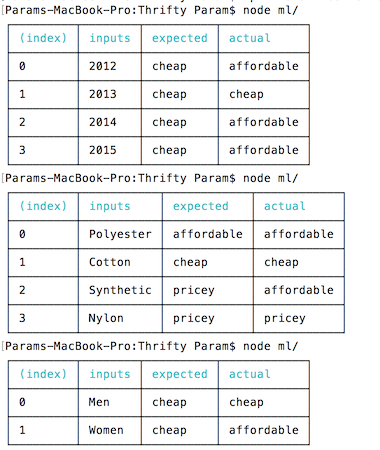 [Params-MacBook-Pro:Thrifty Param$ node ml/
(index) inputs expected actual
0 2012 cheap affordable
1 2013 cheap cheap
2 2014 cheap affordable
3 2015 cheap affordable
[Params-MacBook-Pro:Thrifty Param$ node ml/
(index) inputs expected actual
0 Polyester affordable affordable
1 Cotton cheap cheap
2 Synthetic pricey affordable
3 Nylon pricey pricey
[Params-MacBook-Pro:Thrifty Param$ node ml/
(index) inputs expected actual
0 Men cheap cheap
1 Women cheap affordable